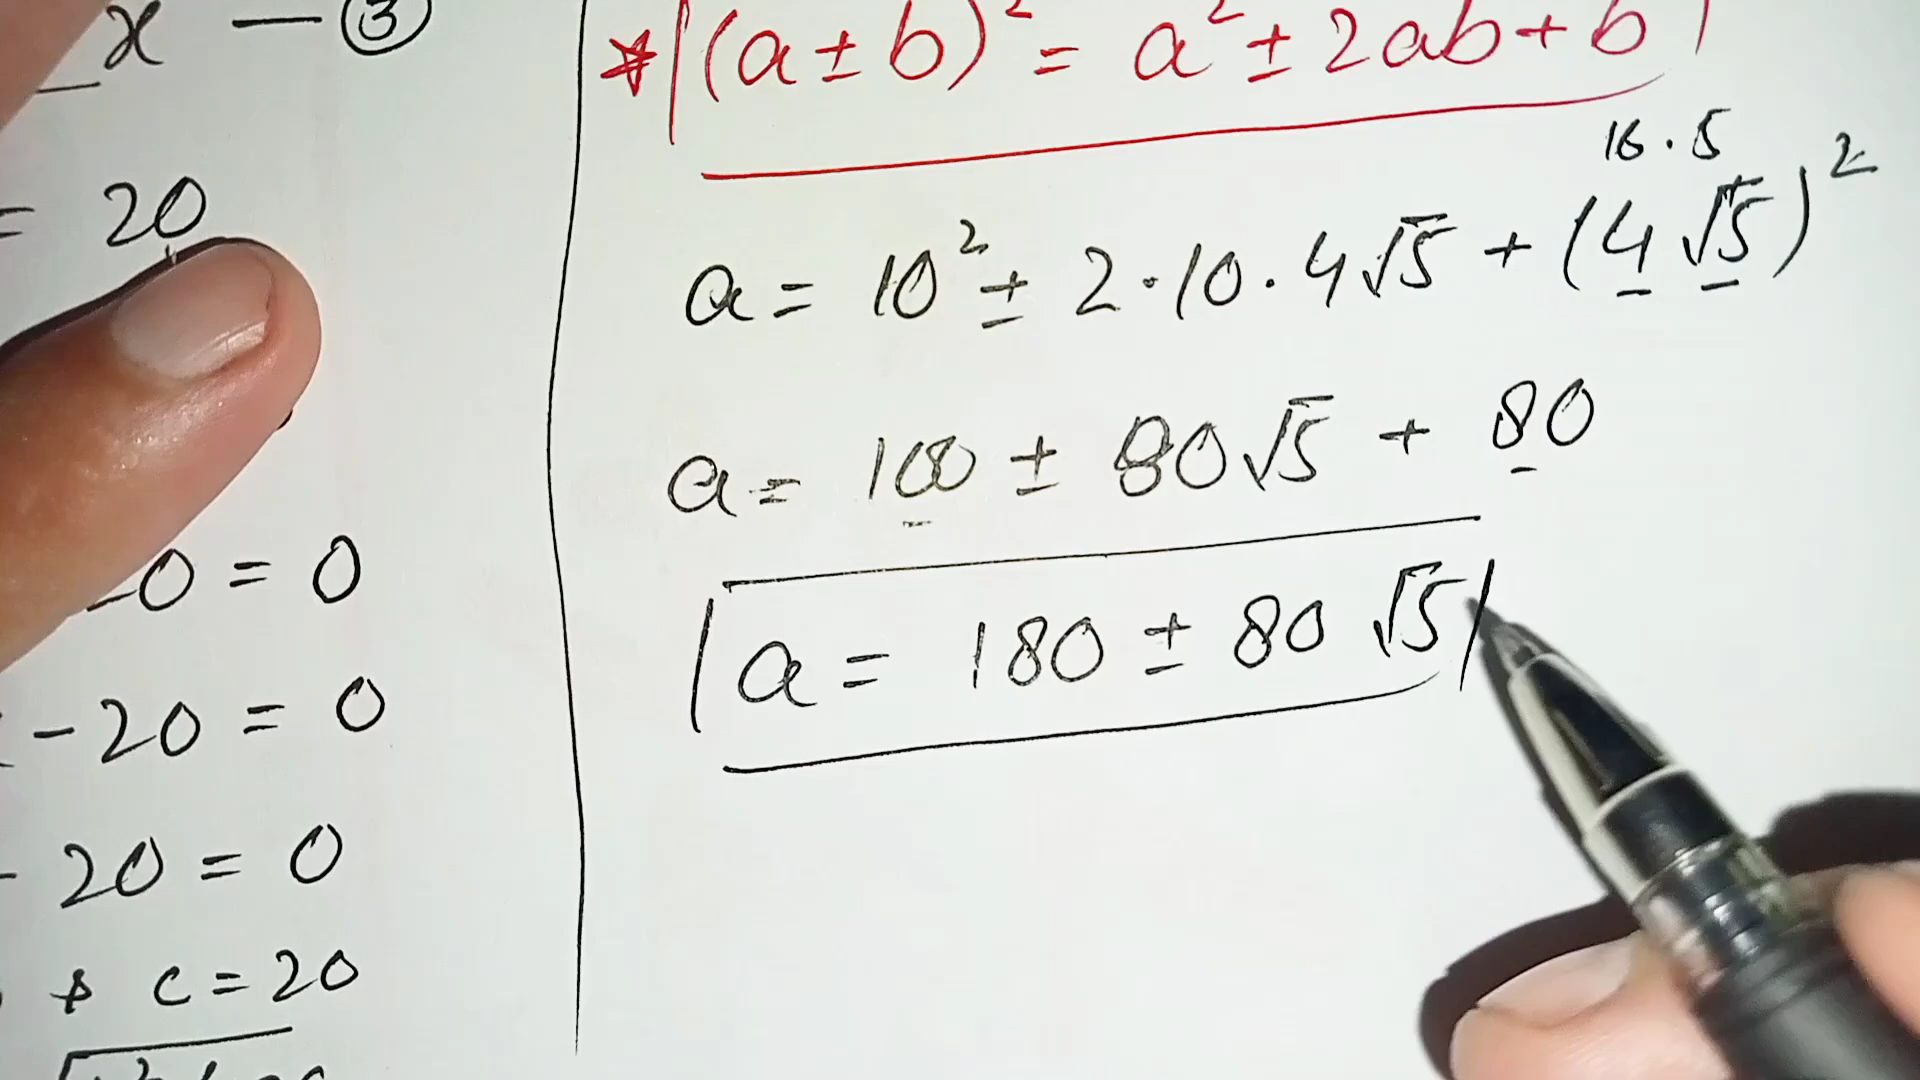 x — ③
= 20
0 = 0
- 20 = 0
- 20 = 0
c = 20
* (a ± b)² = a² ± 2ab + b
16 . 5
a = 10² ± 2 · 10 . 4√5 + (4√5)²
a = 100 ± 80√5 + 80
a = 180 ± 80√5